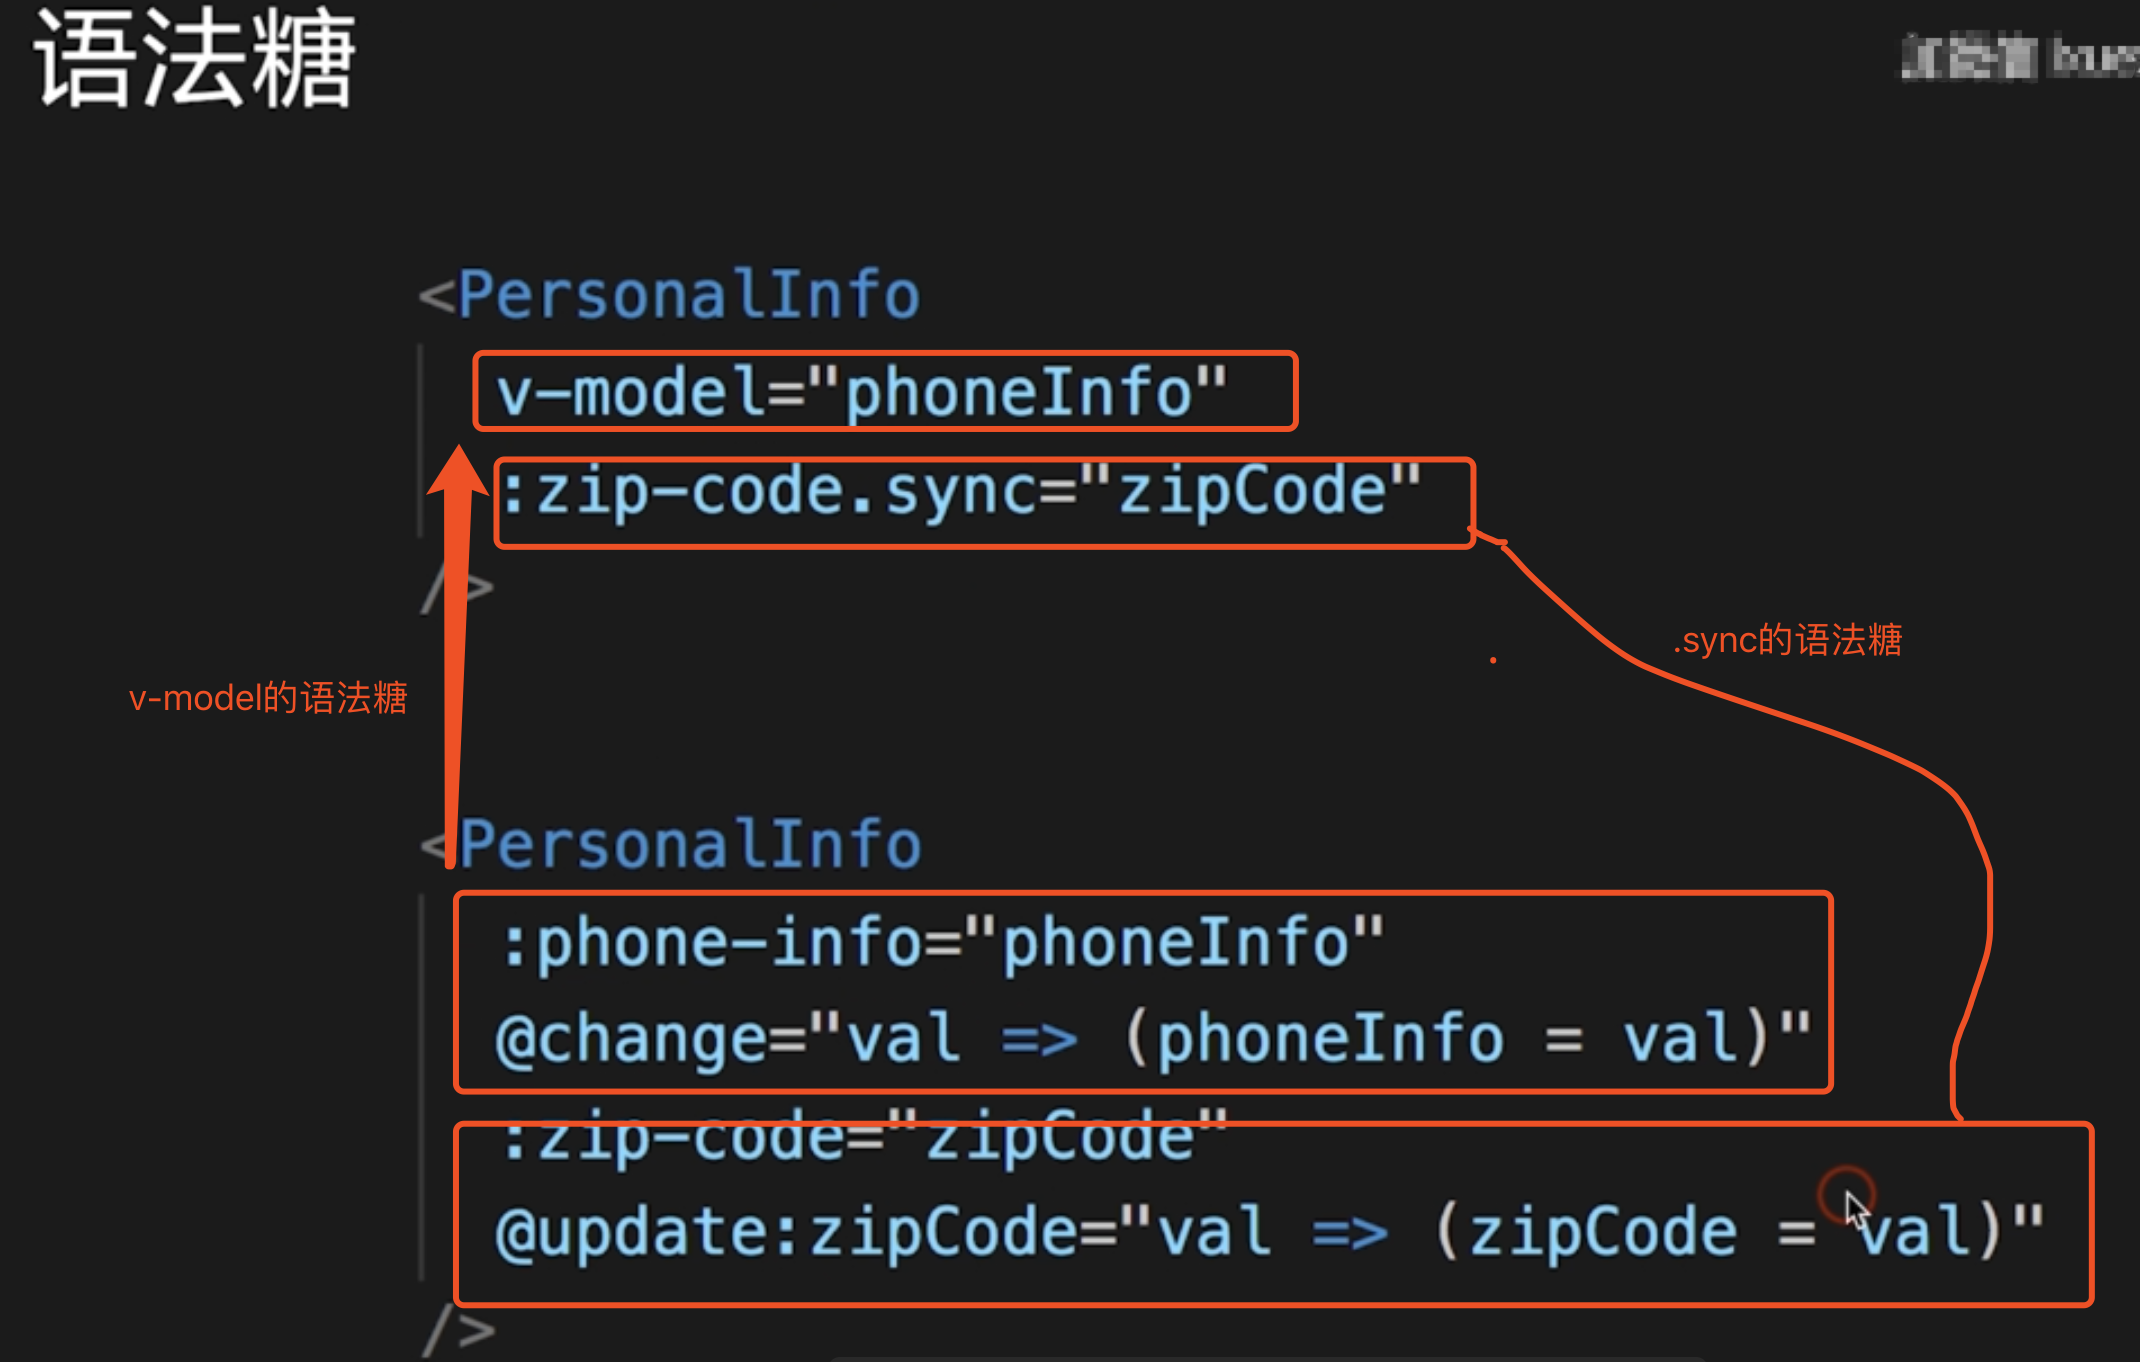 语法糖
<PersonalInfo
v-model="phoneInfo"
:zip-code.sync="zipCode"
/>
.sync的语法糖
v-model的语法糖
<PersonalInfo
:phone-info="phoneInfo"
@change="val => (phoneInfo = val)"
:zip-code="zipCode"
@update:zipCode="val => (zipCode = val)"
/>